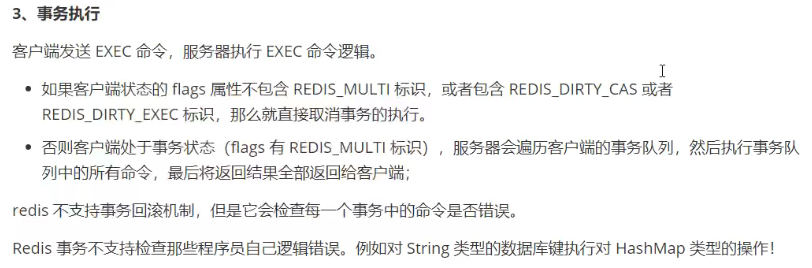 3、事务执行
客户端发送 EXEC 命令，服务器执行 EXEC 命令逻辑。
• 如果客户端状态的 flags 属性不包含 REDIS_MULTI 标识，或者包含 REDIS_DIRTY_CAS 或者
REDIS_DIRTY_EXEC 标识，那么就直接取消事务的执行。
• 否则客户端处于事务状态（flags 有 REDIS_MULTI 标识），服务器会遍历客户端的事务队列，然后执行事务队
列中的所有命令，最后将返回结果全部返回给客户端；
redis 不支持事务回滚机制，但是它会检查每一个事务中的命令是否错误。
Redis 事务不支持检查那些程序员自己逻辑错误。例如对 String 类型的数据库键执行对 HashMap 类型的操作！